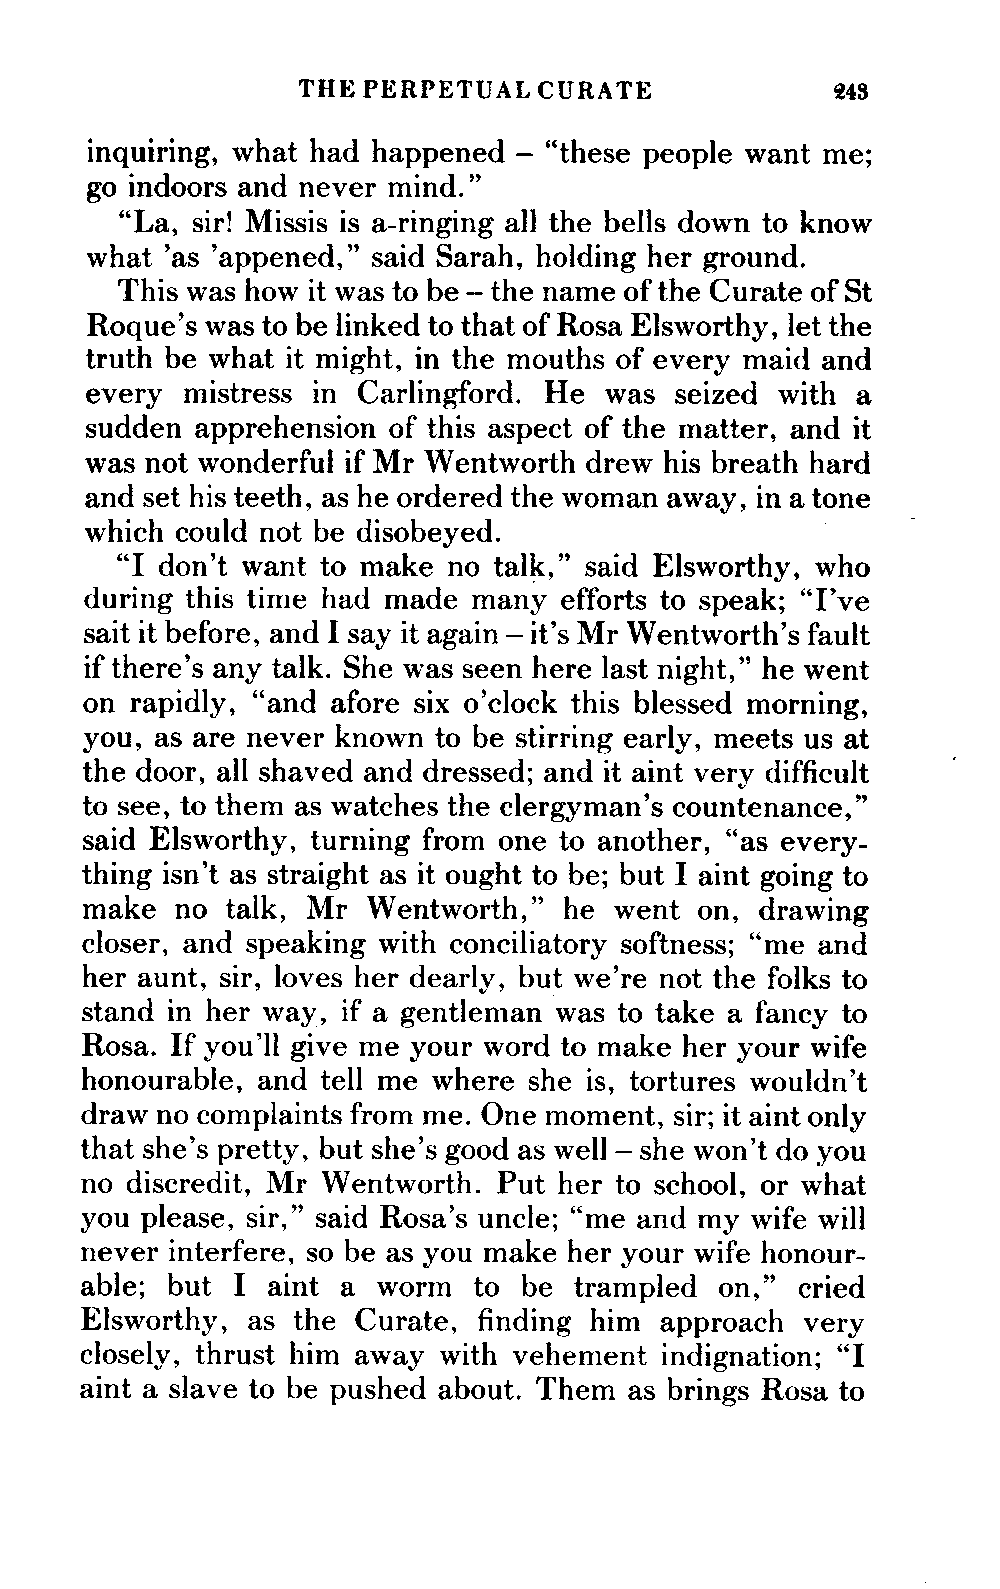 THE PERPETUAL CURATE 243
inquiring, what had happened – “these people want me;
go indoors and never mind.”
“La, sir! Missis is a-ringing all the bells down to know
what ’as ’appened,” said Sarah, holding her ground.
This was how it was to be – the name of the Curate of St
Roque’s was to be linked to that of Rosa Elsworthy, let the
truth be what it might, in the mouths of every maid and
every mistress in Carlingford. He was seized with a
sudden apprehension of this aspect of the matter, and it
was not wonderful if Mr Wentworth drew his breath hard
and set his teeth, as he ordered the woman away, in a tone
which could not be disobeyed.
“I don’t want to make no talk,” said Elsworthy, who
during this time had made many efforts to speak; “I’ve
sait it before, and I say it again – it’s Mr Wentworth’s fault
if there’s any talk. She was seen here last night,” he went
on rapidly, “and afore six o’clock this blessed morning,
you, as are never known to be stirring early, meets us at
the door, all shaved and dressed; and it aint very difficult
to see, to them as watches the clergyman’s countenance,”
said Elsworthy, turning from one to another, “as every-
thing isn’t as straight as it ought to be; but I aint going to
make no talk, Mr Wentworth,” he went on, drawing
closer, and speaking with conciliatory softness; “me and
her aunt, sir, loves her dearly, but we’re not the folks to
stand in her way, if a gentleman was to take a fancy to
Rosa. If you’ll give me your word to make her your wife
honourable, and tell me where she is, tortures wouldn’t
draw no complaints from me. One moment, sir; it aint only
that she’s pretty, but she’s good as well – she won’t do you
no discredit, Mr Wentworth. Put her to school, or what
you please, sir,” said Rosa’s uncle; “me and my wife will
never interfere, so be as you make her your wife honour-
able; but I aint a worm to be trampled on,” cried
Elsworthy, as the Curate, finding him approach very
closely, thrust him away with vehement indignation; “I
aint a slave to be pushed about. Them as brings Rosa to